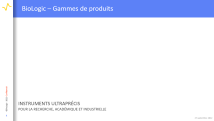 BioLogic – Gammes de produits
INSTRUMENTS ULTRAPRÉCIS
POUR LA RECHERCHE, ACADÉMIQUE ET INDUSTRIELLE